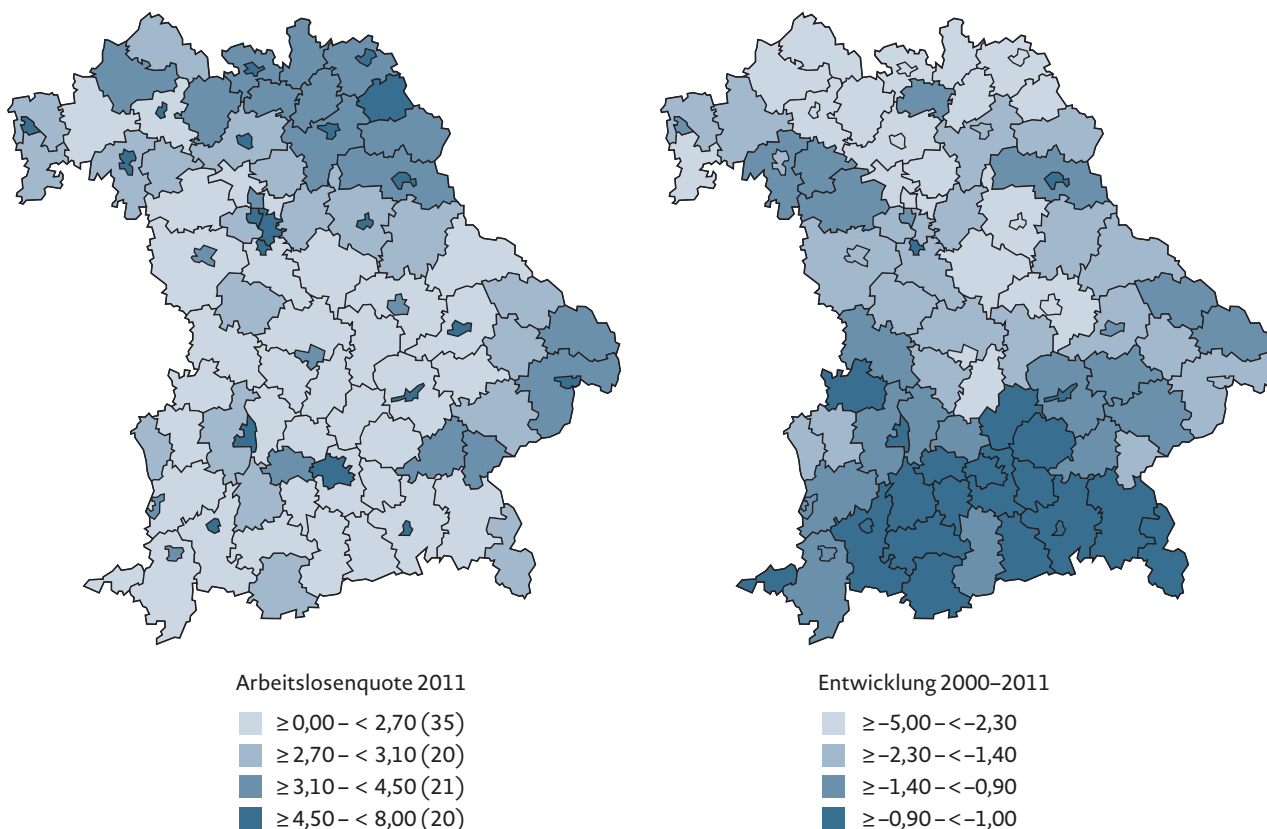 Arbeitslosenquote 2011
≥0,00 – < 2,70 (35)
≥2,70 – < 3,10 (20)
≥3,10 – < 4,50 (21)
≥4,50 – < 8,00 (20)
Entwicklung 2000–2011
≥–5,00 – <–2,30
≥–2,30 – <–1,40
≥–1,40 – <–0,90
≥–0,90 – <–1,00